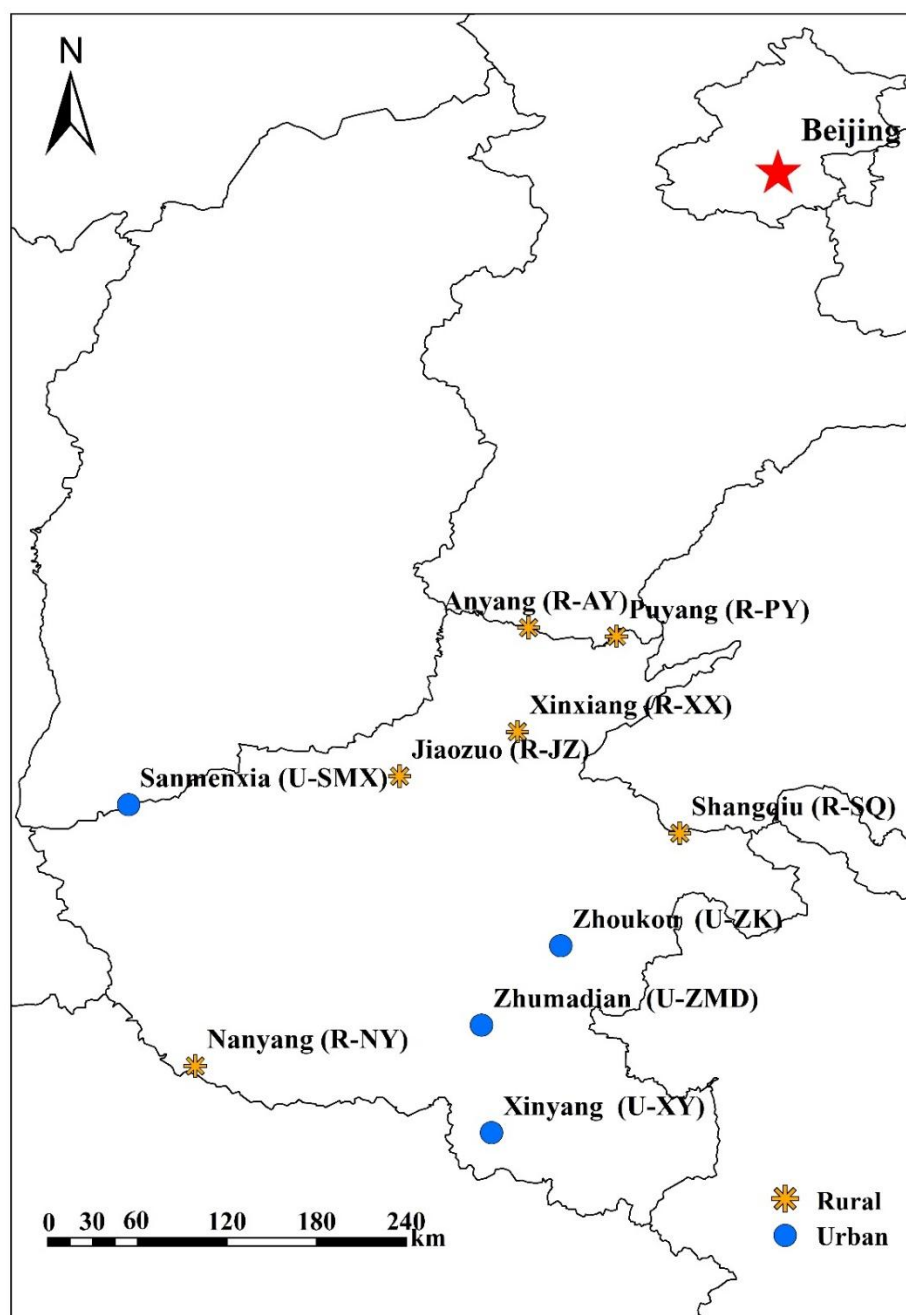 N
Beijing
Anyang (R-AY)
Puyang (R-PY)
Xinxiang (R-XX)
Jiaozuo (R-JZ)
Sanmenxia (U-SMX)
Shangqiu (R-SQ)
Zhoukou (U-ZK)
Zhumadian (U-ZMD)
Nanyang (R-NY)
Xinyang (U-XY)
Rural
Urban
0 30 60 120 180 240
km